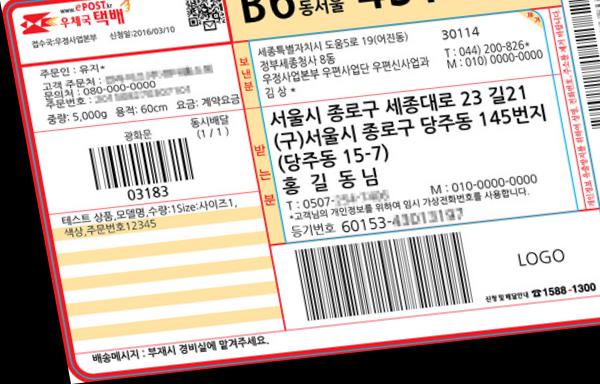 www.ePOST.kr
우체국 택배
접수국:우정사업본부 신청일:2016/03/10
B6 동서울
주문인 : 유지*
고객 주문처 :
문의처 : 080-000-0000
주문번호 :
중량: 5,000g 용적: 60cm 요금: 계약요금
보낸분
세종특별자치시 도움5로 19(어진동) 30114
정부세종청사 8동 T : 044) 200-826*
우정사업본부 우편사업단 우편신사업과 M : 010) 0000-0000
김 상 *
광화문 동시배달
(1 / 1)
03183
받는분
서울시 종로구 세종대로 23 길21
(구)서울시 종로구 당주동 145번지
(당주동 15-7)
홍 길 동 님
T : 0507- M : 010-0000-0000
*고객님의 개인정보를 위하여 임시 가상전화번호를 사용합니다.
등기번호 60153-
테스트 상품,모델명,수량:1Size:사이즈1,
색상,주문번호12345
LOGO
신청 및 배달안내 ☎1588-1300
배송메시지 : 부재시 경비실에 맡겨주세요.